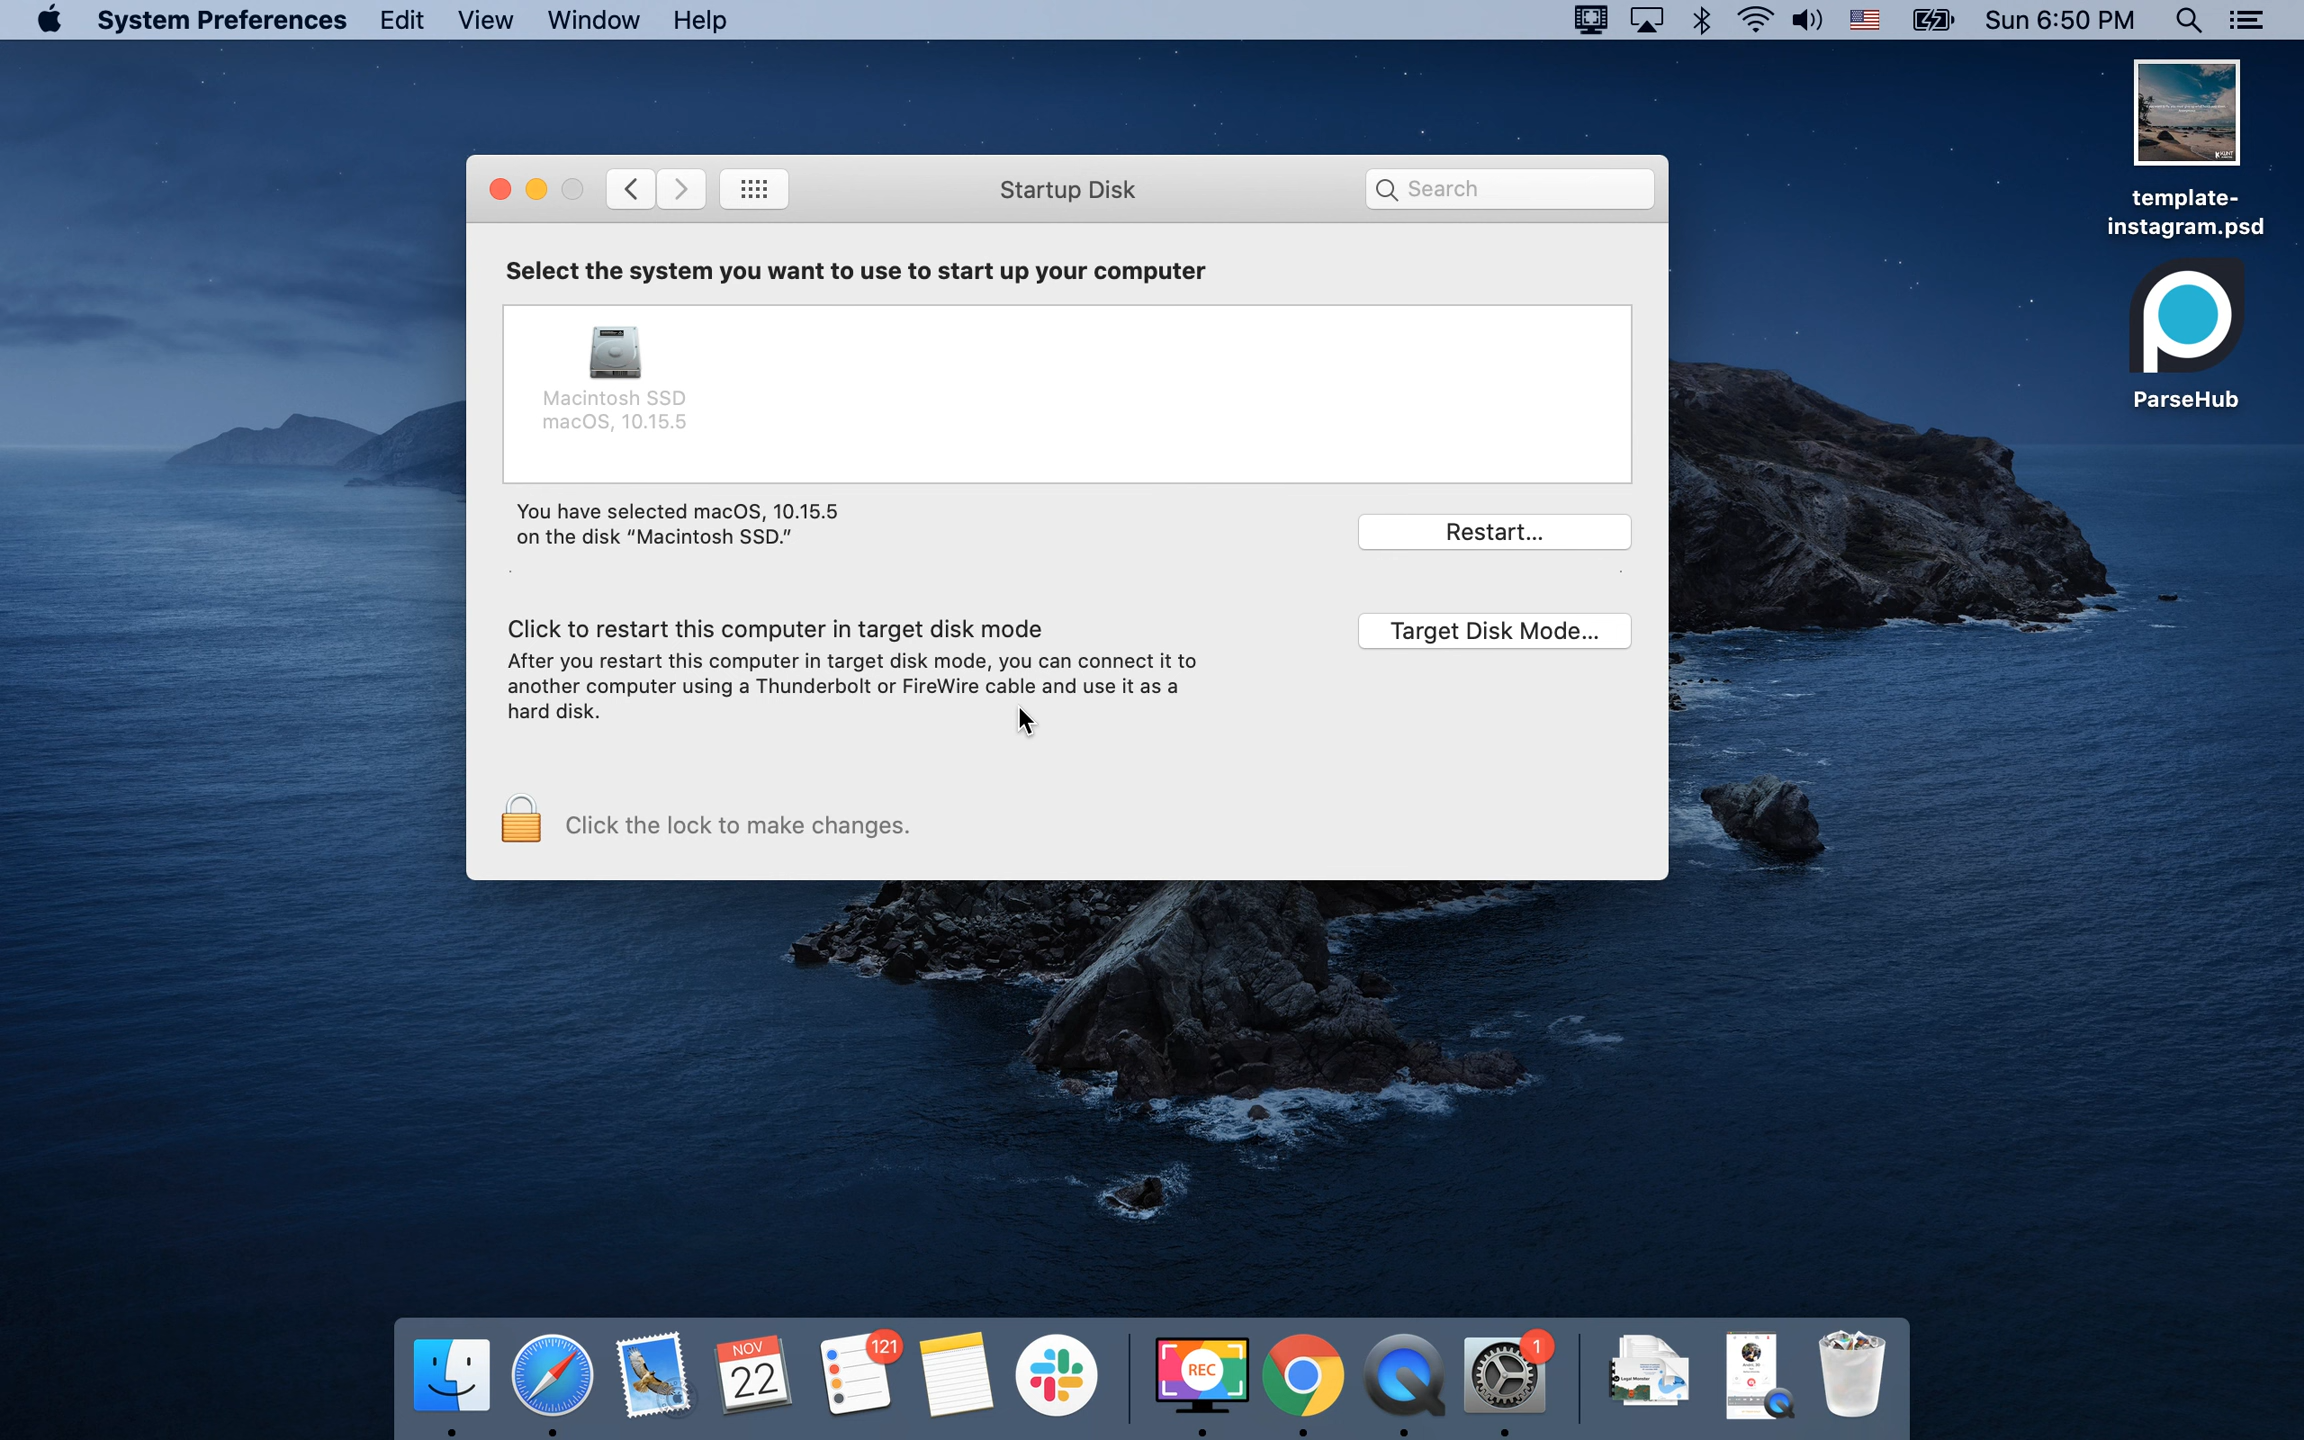 System Preferences Edit View Window Help Sun 6:50 PM
template-
instagram.psd
ParseHub
Startup Disk
Search
Select the system you want to use to start up your computer
Macintosh SSD
macOS, 10.15.5
You have selected macOS, 10.15.5
on the disk “Macintosh SSD.”
Restart...
Click to restart this computer in target disk mode
Target Disk Mode...
After you restart this computer in target disk mode, you can connect it to
another computer using a Thunderbolt or FireWire cable and use it as a
hard disk.
Click the lock to make changes.
NOV
22
121
REC
1